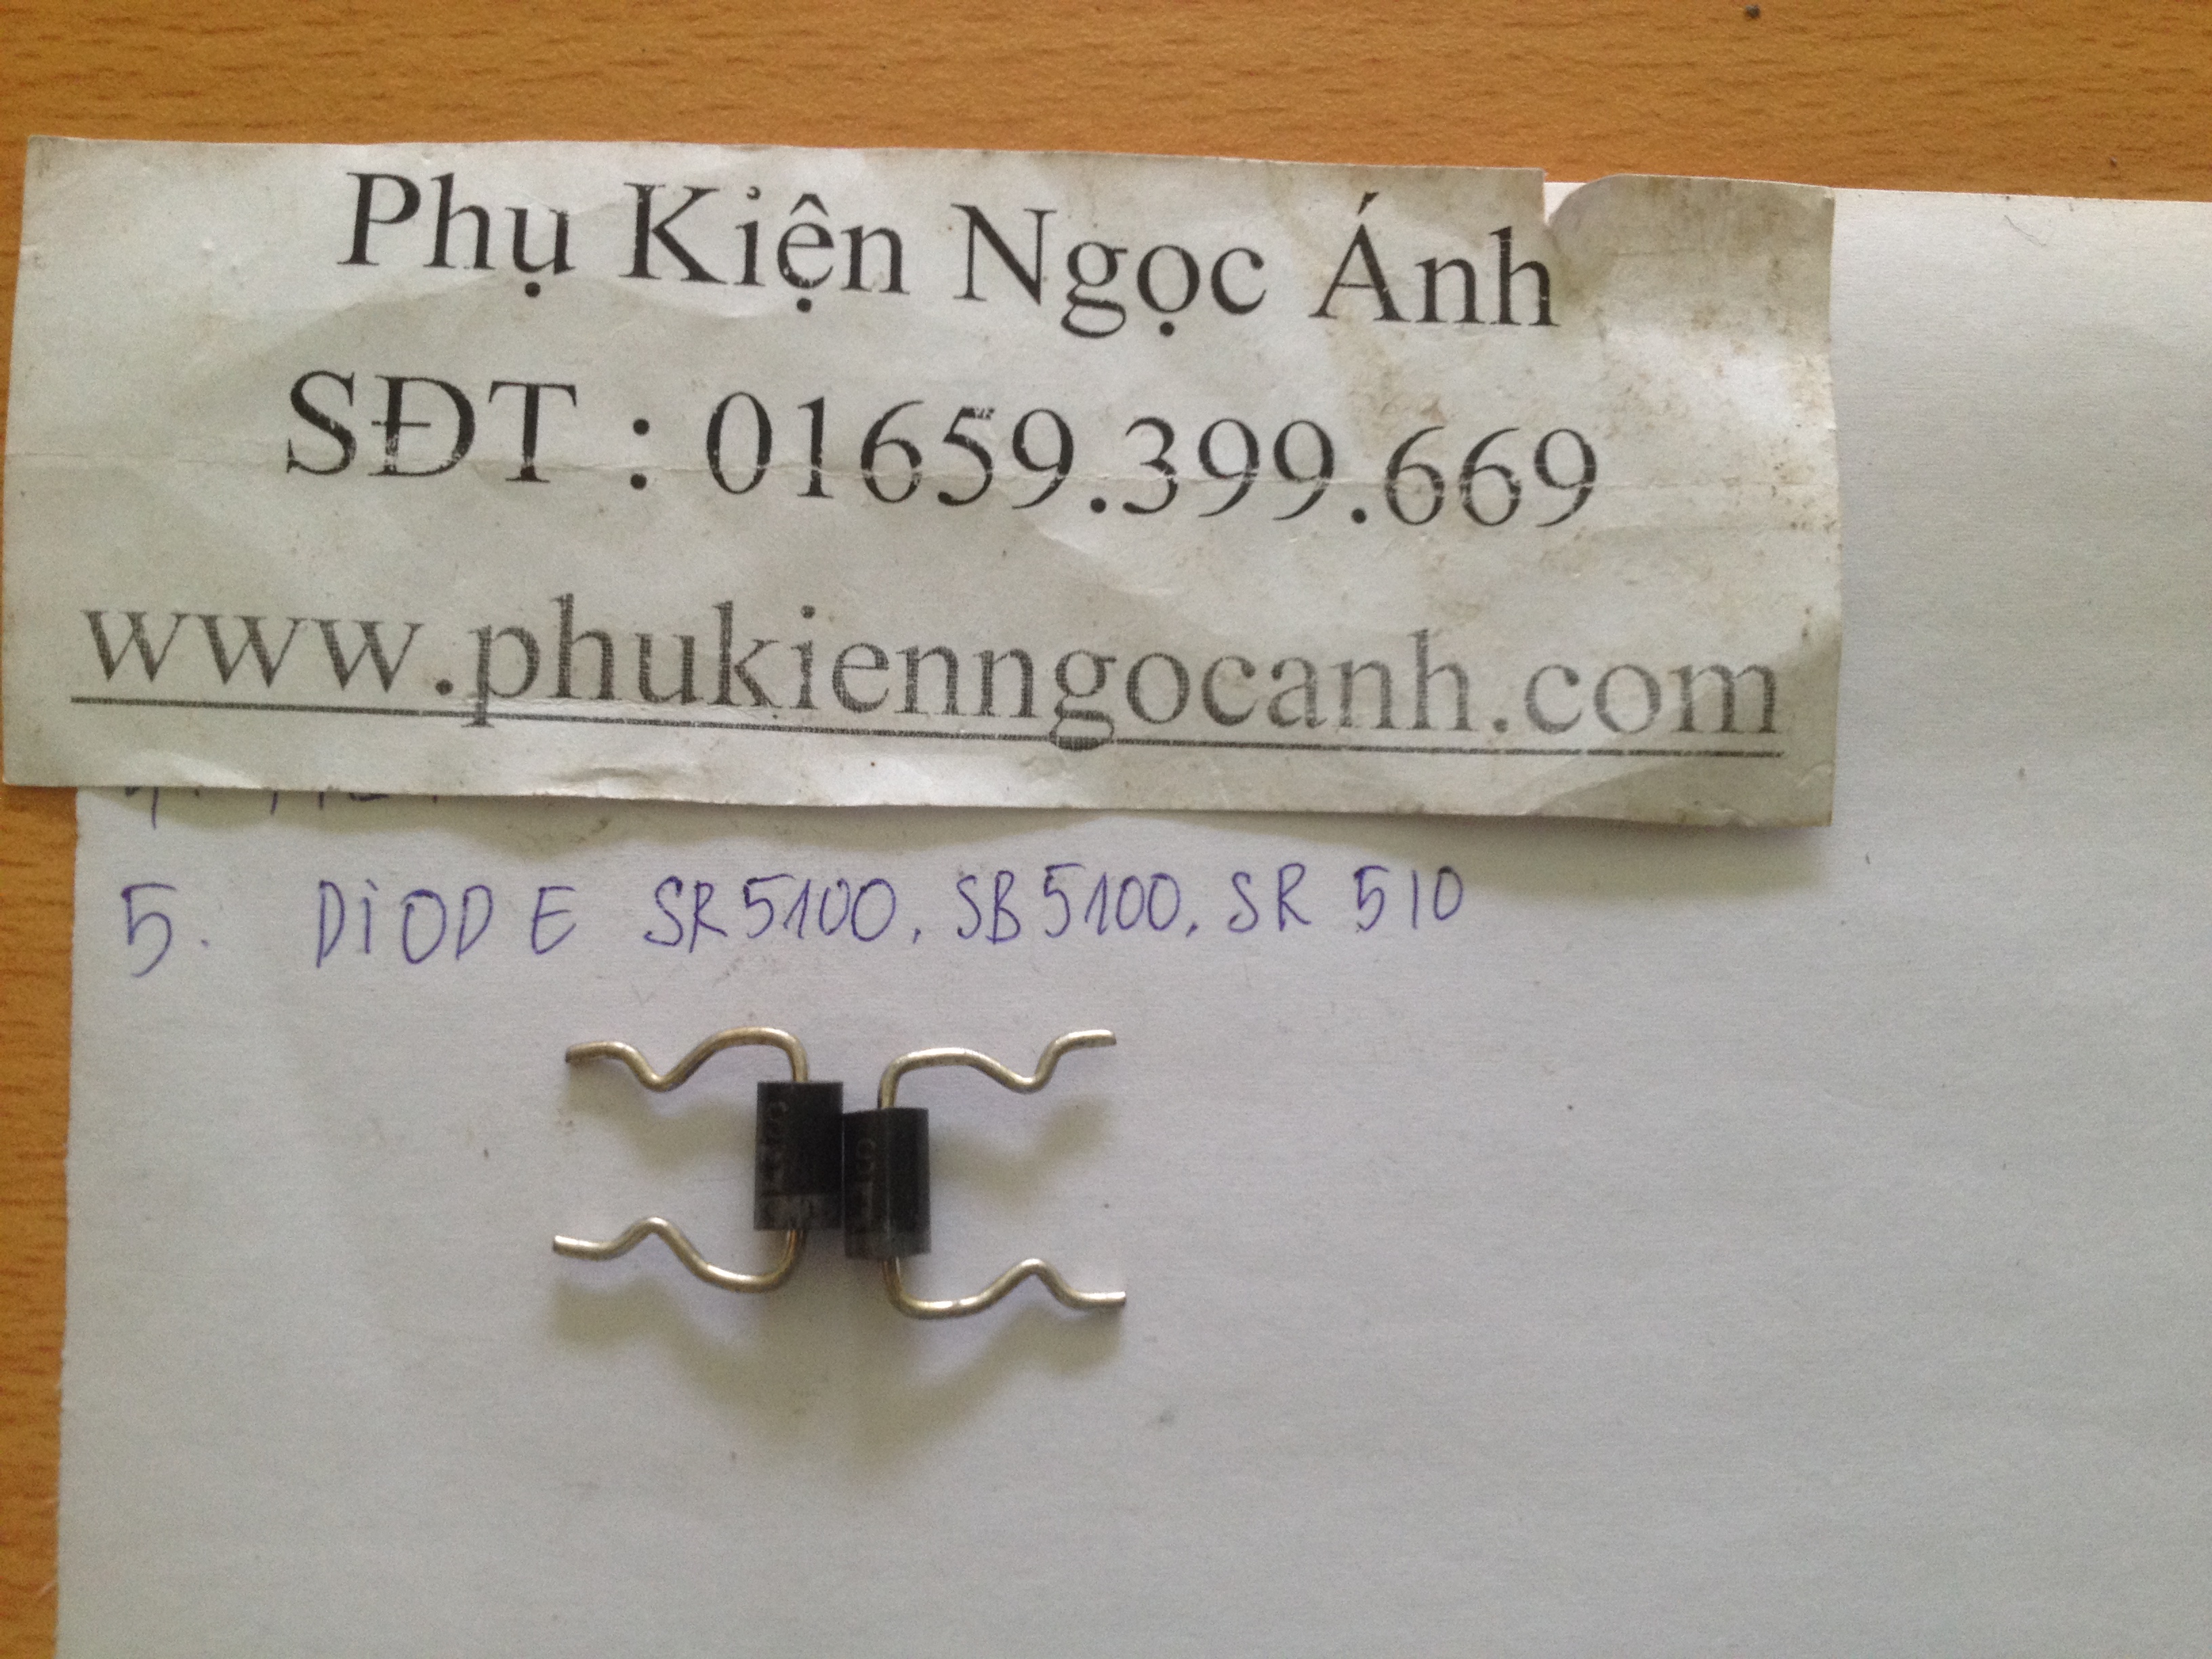 Phụ Kiện Ngọc Ánh
SĐT : 01659.399.669
www.phukienngocanh.com
5. DIODE SR5100, SB5100, SR 510